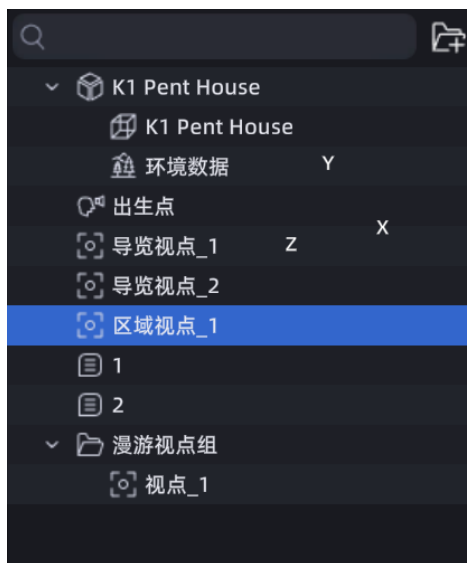 K1 Pent House
K1 Pent House
环境数据 Y
出生点
X
导览视点_1 Z
导览视点_2
区域视点_1
1
2
漫游视点组
视点_1